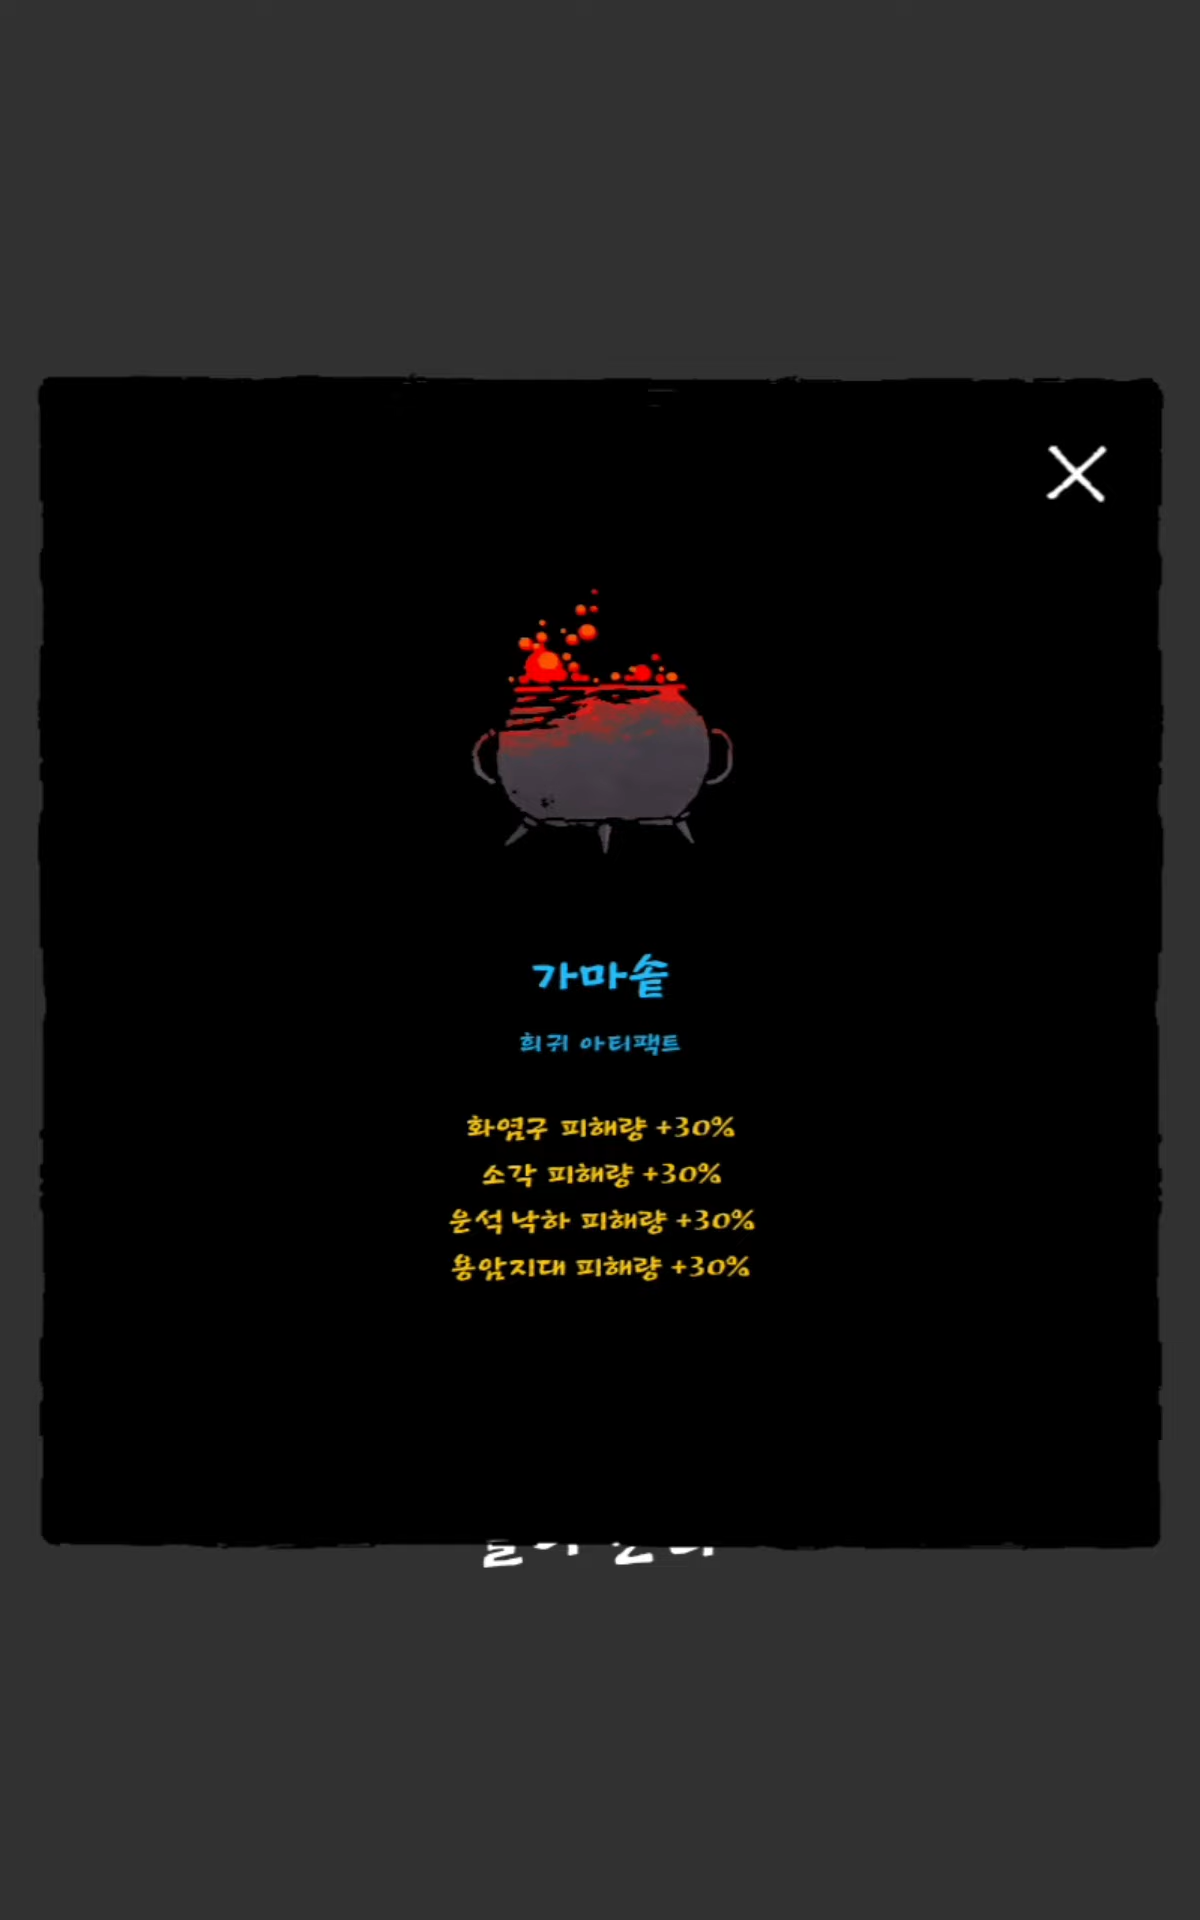 가마솥
희귀 아티팩트
화염구 피해량 +30%
소각 피해량 +30%
운석 낙하 피해량 +30%
용암지대 피해량 +30%